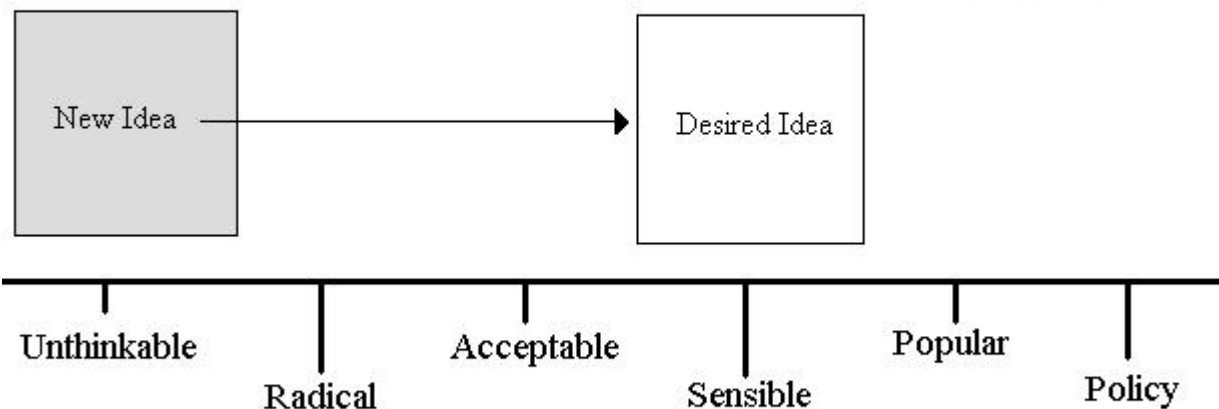 New Idea
Desired Idea
Unthinkable
Radical
Acceptable
Sensible
Popular
Policy